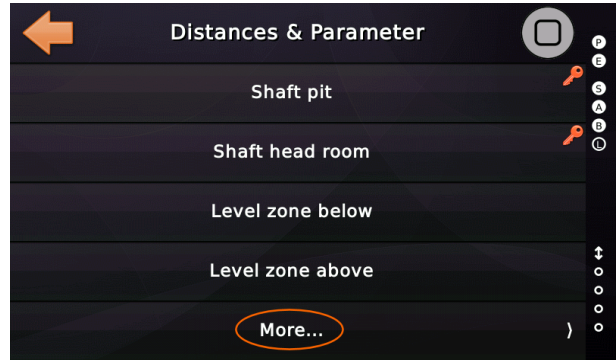 Distances & Parameter
Shaft pit
Shaft head room
Level zone below
Level zone above
More...
P
E
S
A
B
L